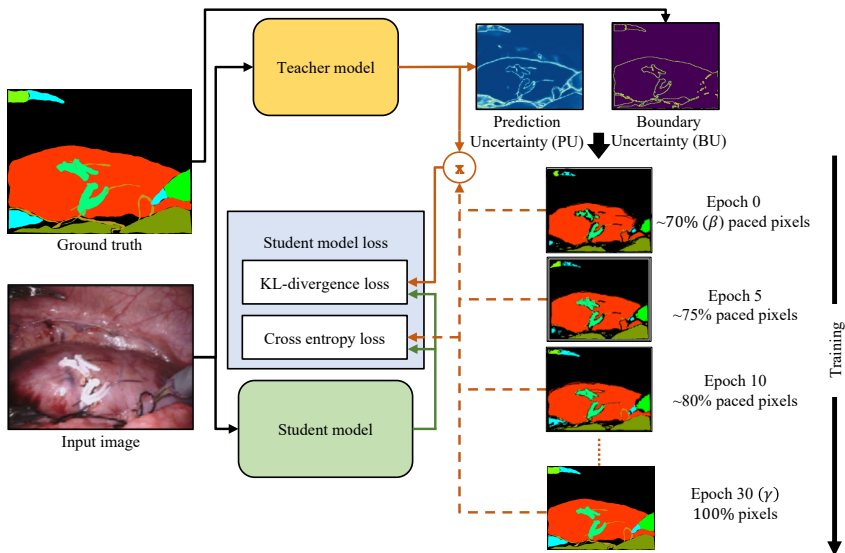 Teacher model
Prediction
Uncertainty (PU)
Boundary
Uncertainty (BU)
Ground truth
x
Student model loss
KL-divergence loss
Cross entropy loss
Input image
Student model
Epoch 0
~70% (β) paced pixels
Epoch 5
~75% paced pixels
Epoch 10
~80% paced pixels
Epoch 30 (γ)
100% pixels
Training